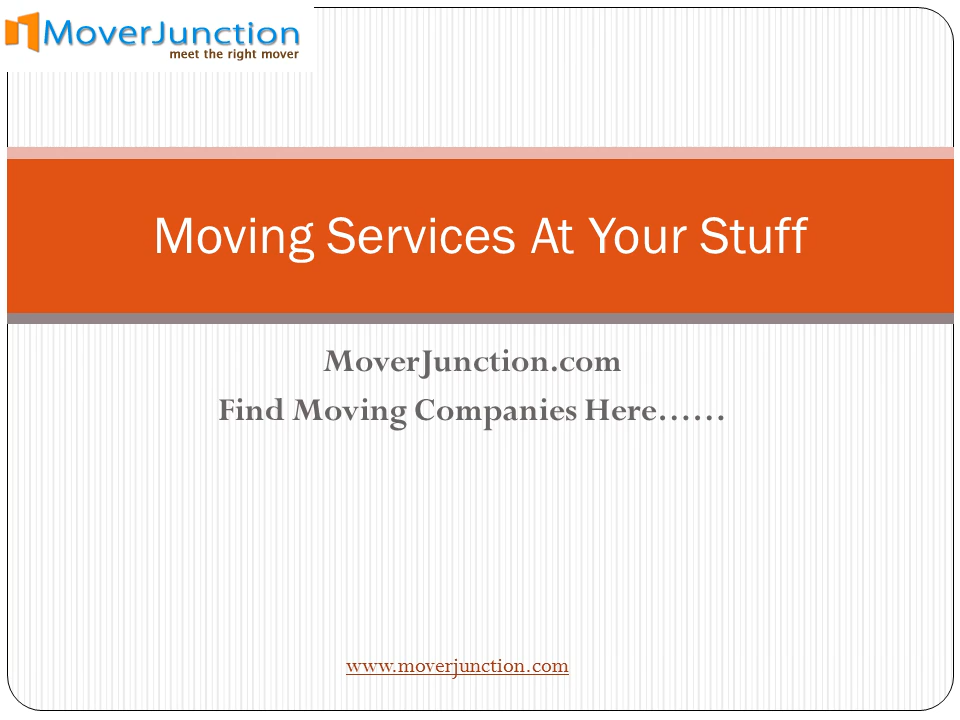 MoverJunction
meet the right mover
Moving Services At Your Stuff
MoverJunction.com
Find Moving Companies Here......
www.moverjunction.com